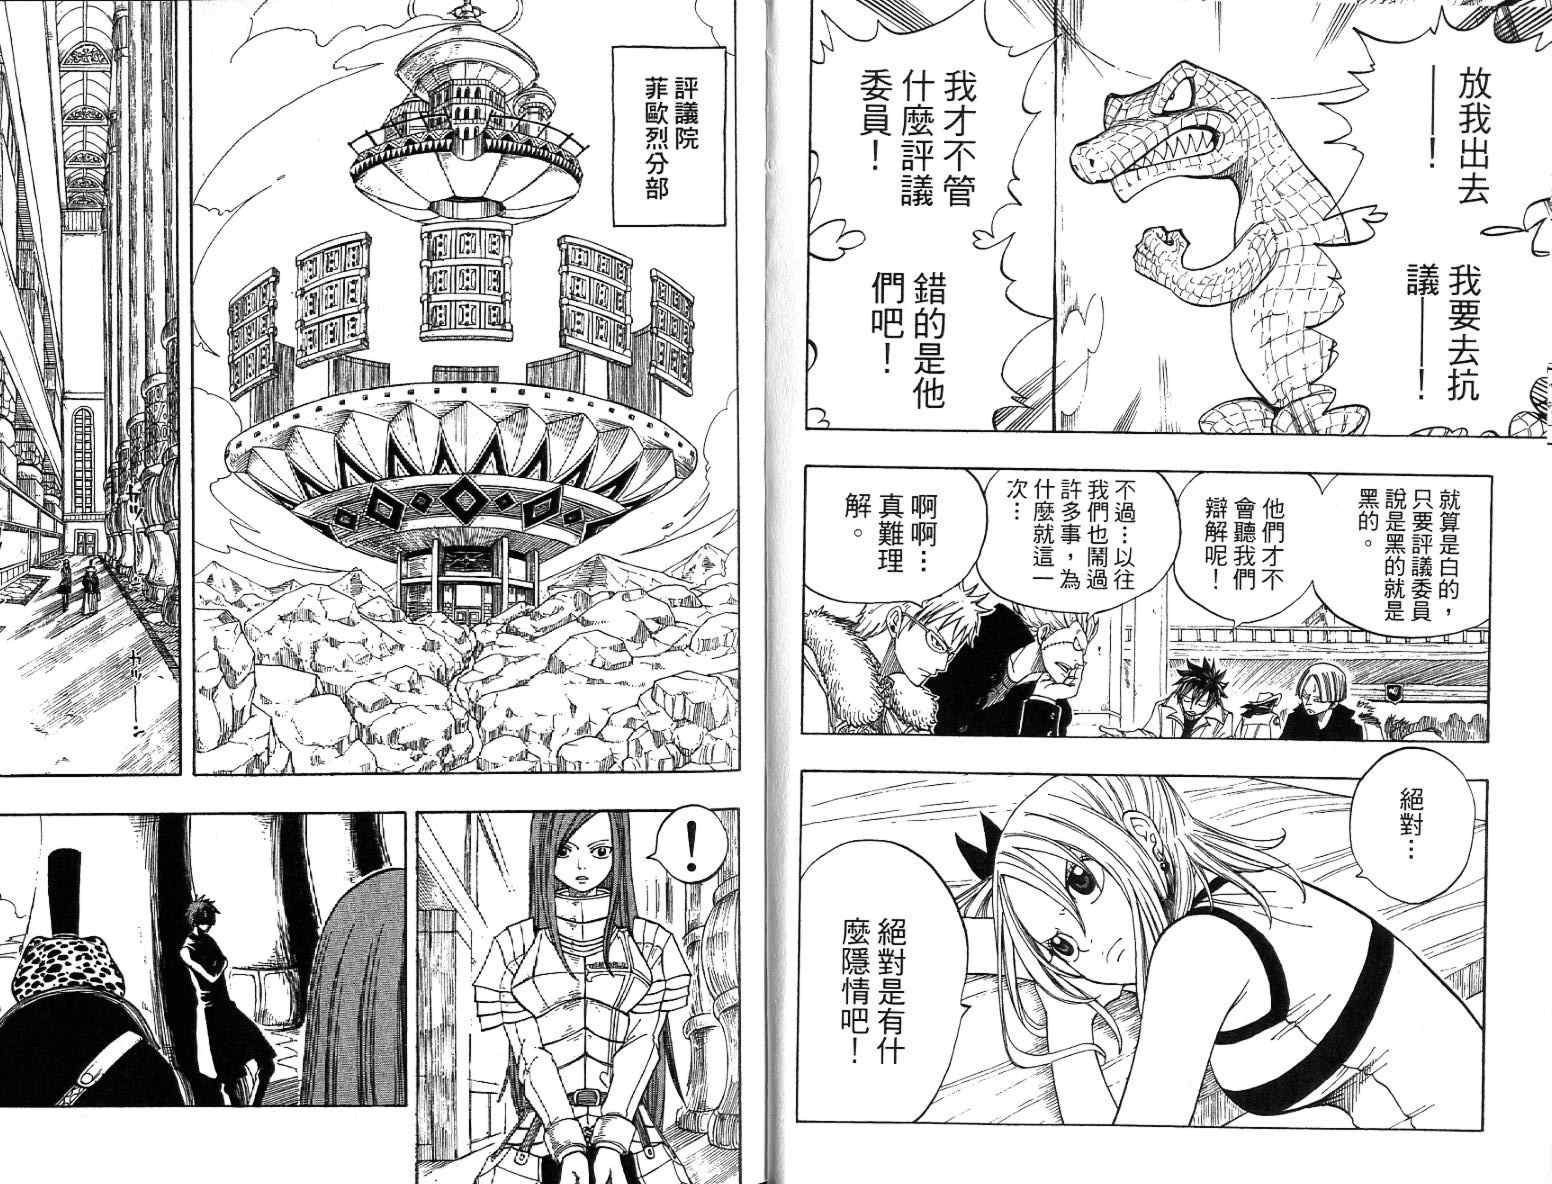 放我出去
——！
我要去抗
議——！
我才不管
什麼評議
委員！
錯的是他
們吧！
就算是白的，
只要評議委員
說是黑的就是
黑的。
他們才不
會聽我們
辯解呢！
不過…以往
我們也鬧過
許多事，為
什麼就這一
次…
啊啊…
真難理
解。
絕對…
絕對是有什
麼隱情吧！
評議院
菲歐烈分部
！